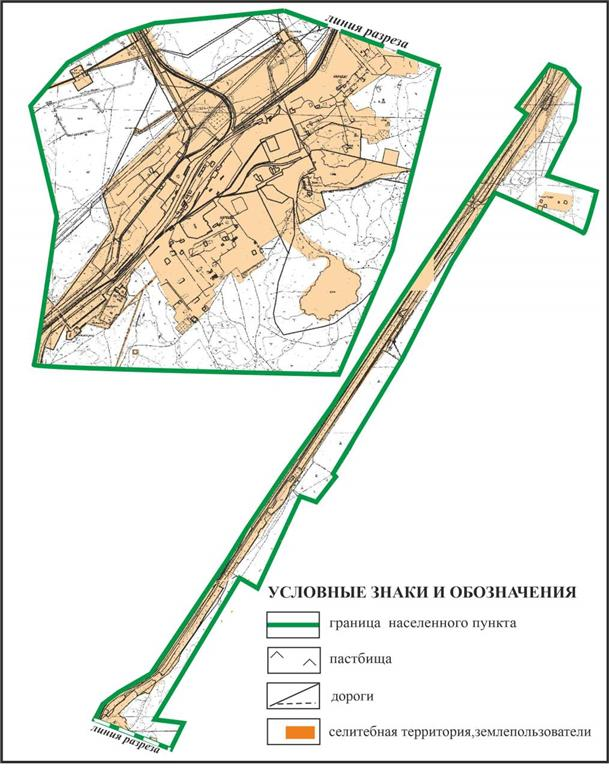 линия разреза
УСЛОВНЫЕ ЗНАКИ И ОБОЗНАЧЕНИЯ
граница населенного пункта
пастбища
дороги
селитебная территория,землепользователи
линия разреза